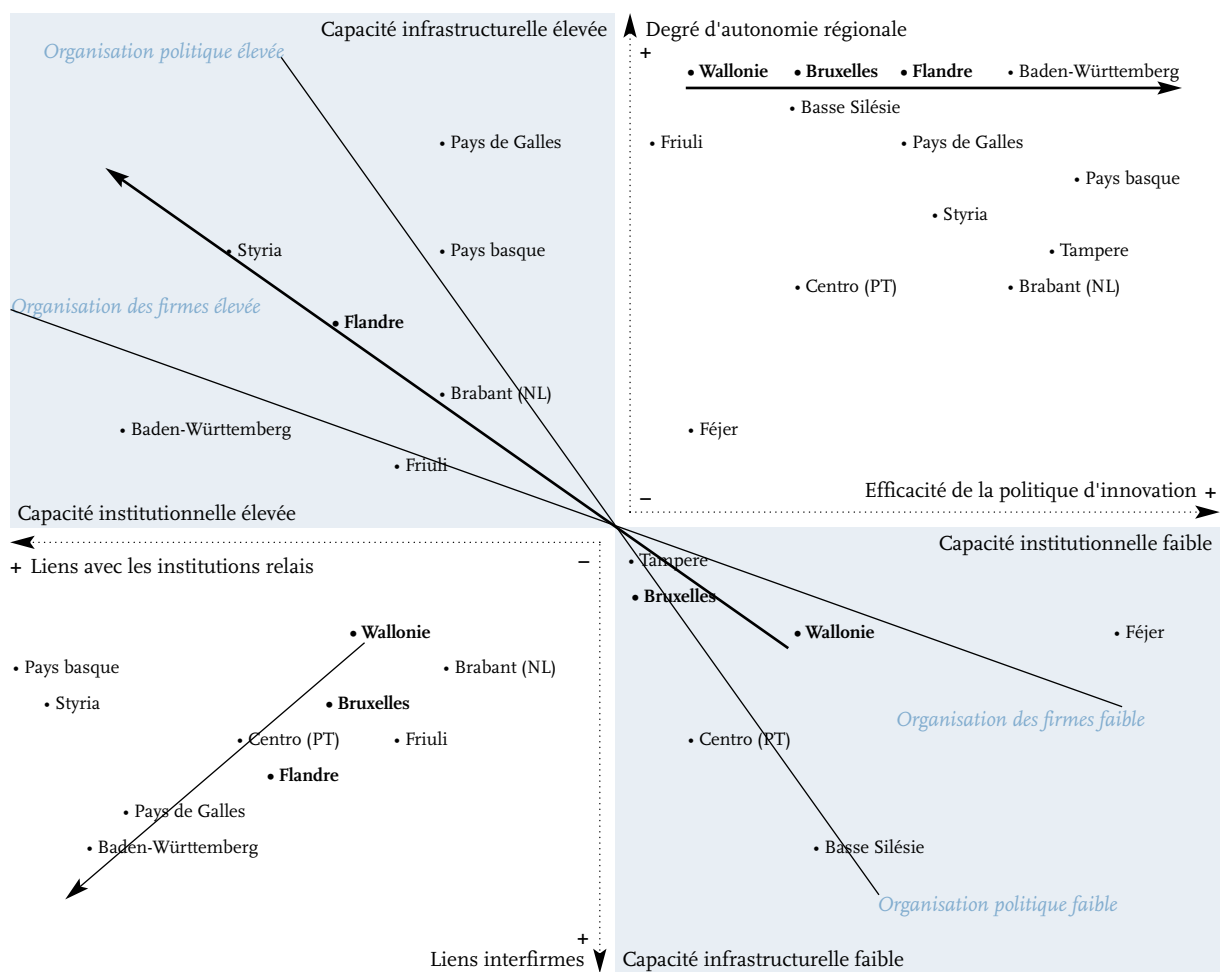 Capacité infrastructurelle élevée
Organisation politique élevée
• Pays de Galles
• Styria
• Pays basque
Organisation des firmes élevée
• Flandre
• Brabant (NL)
• Baden-Württemberg
• Friuli
Capacité institutionnelle élevée
Degré d'autonomie régionale
+
• Wallonie
• Bruxelles
• Flandre
• Baden-Württemberg
• Basse Silésie
• Friuli
• Pays de Galles
• Pays basque
• Styria
• Tampere
• Centro (PT)
• Brabant (NL)
• Féjer
–
Efficacité de la politique d'innovation +
+ Liens avec les institutions relais
–
• Wallonie
• Pays basque
• Brabant (NL)
• Styria
• Bruxelles
• Centro (PT)
• Friuli
• Flandre
• Pays de Galles
• Baden-Württemberg
+
Liens interfirmes
Capacité institutionnelle faible
• Tampere
• Bruxelles
• Wallonie
• Féjer
Organisation des firmes faible
• Centro (PT)
• Basse Silésie
Organisation politique faible
Capacité infrastructurelle faible